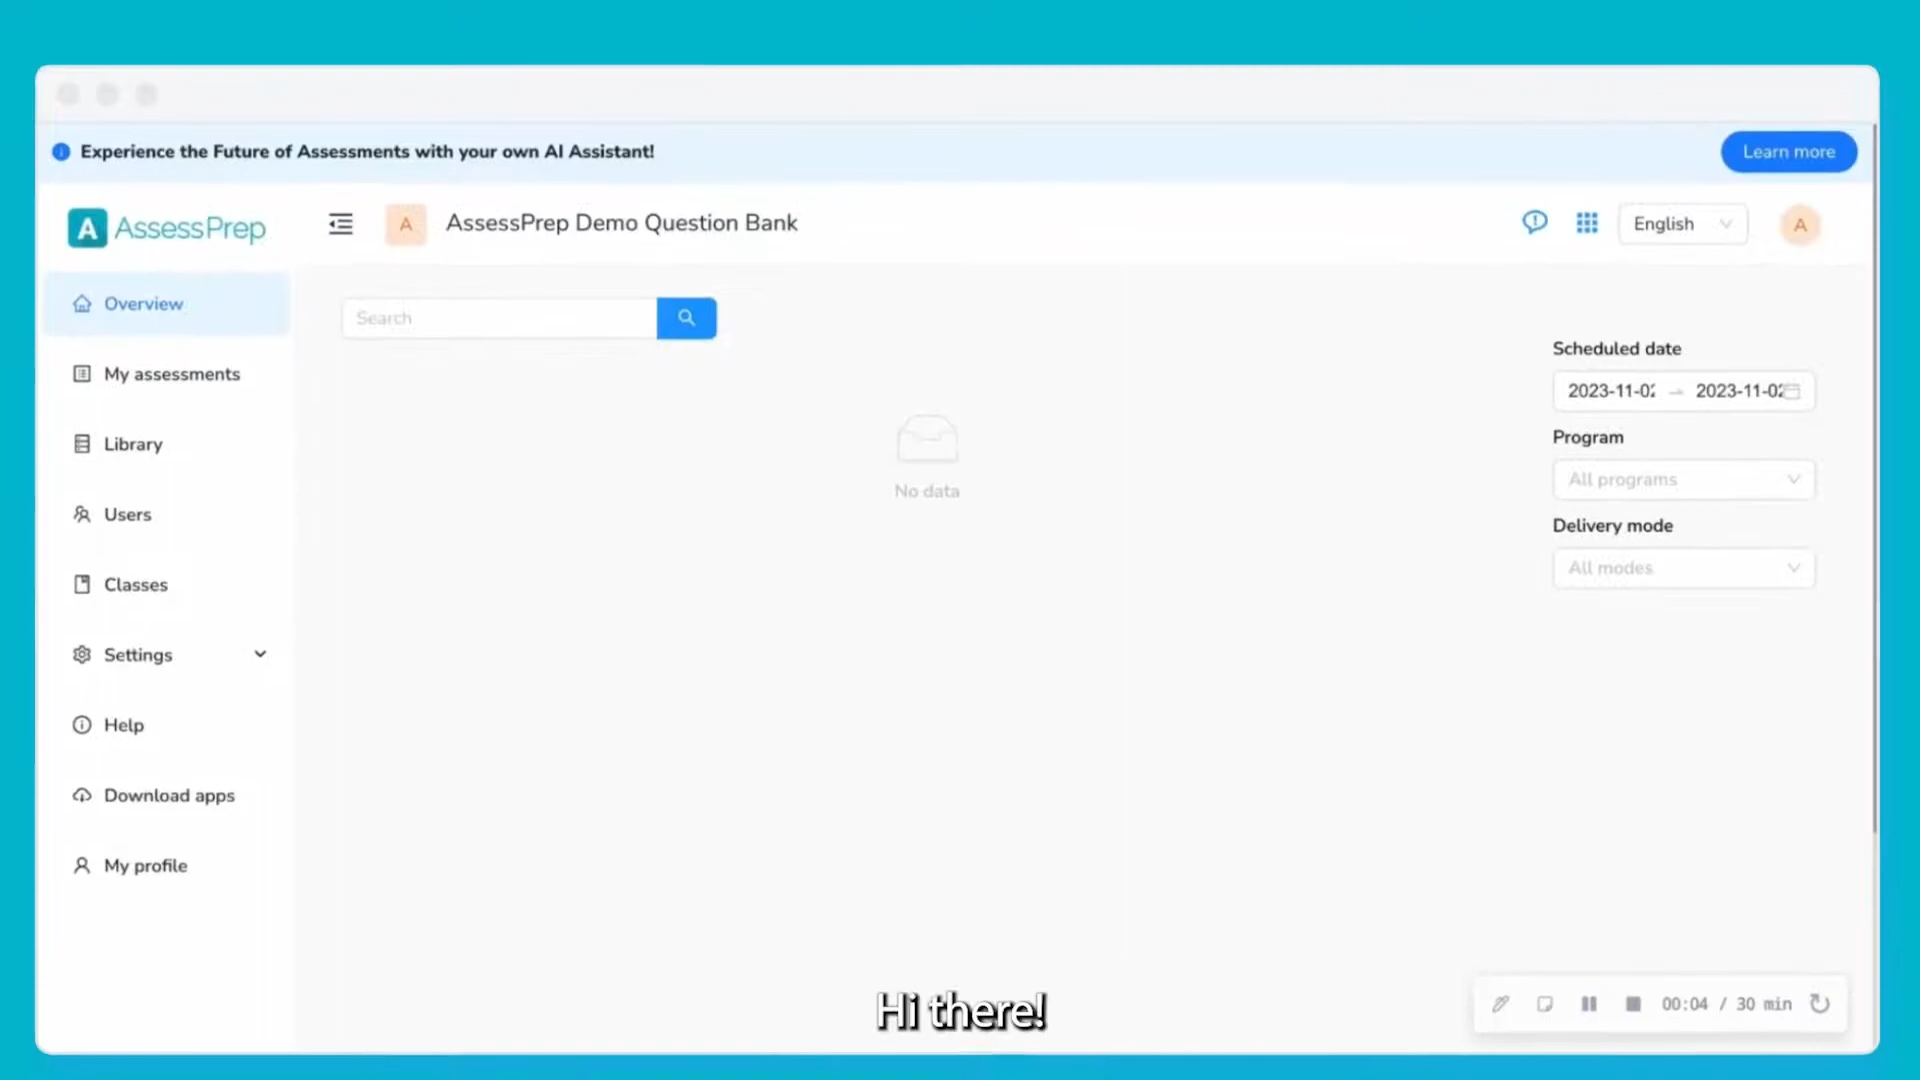 Experience the Future of Assessments with your own AI Assistant!
Learn more
A AssessPrep
A AssessPrep Demo Question Bank
English
A
Overview
My assessments
Library
Users
Classes
Settings
Help
Download apps
My profile
Search
No data
Scheduled date
2023-11-02 → 2023-11-02
Program
All programs
Delivery mode
All modes
Hi there!
00:04 / 30 min